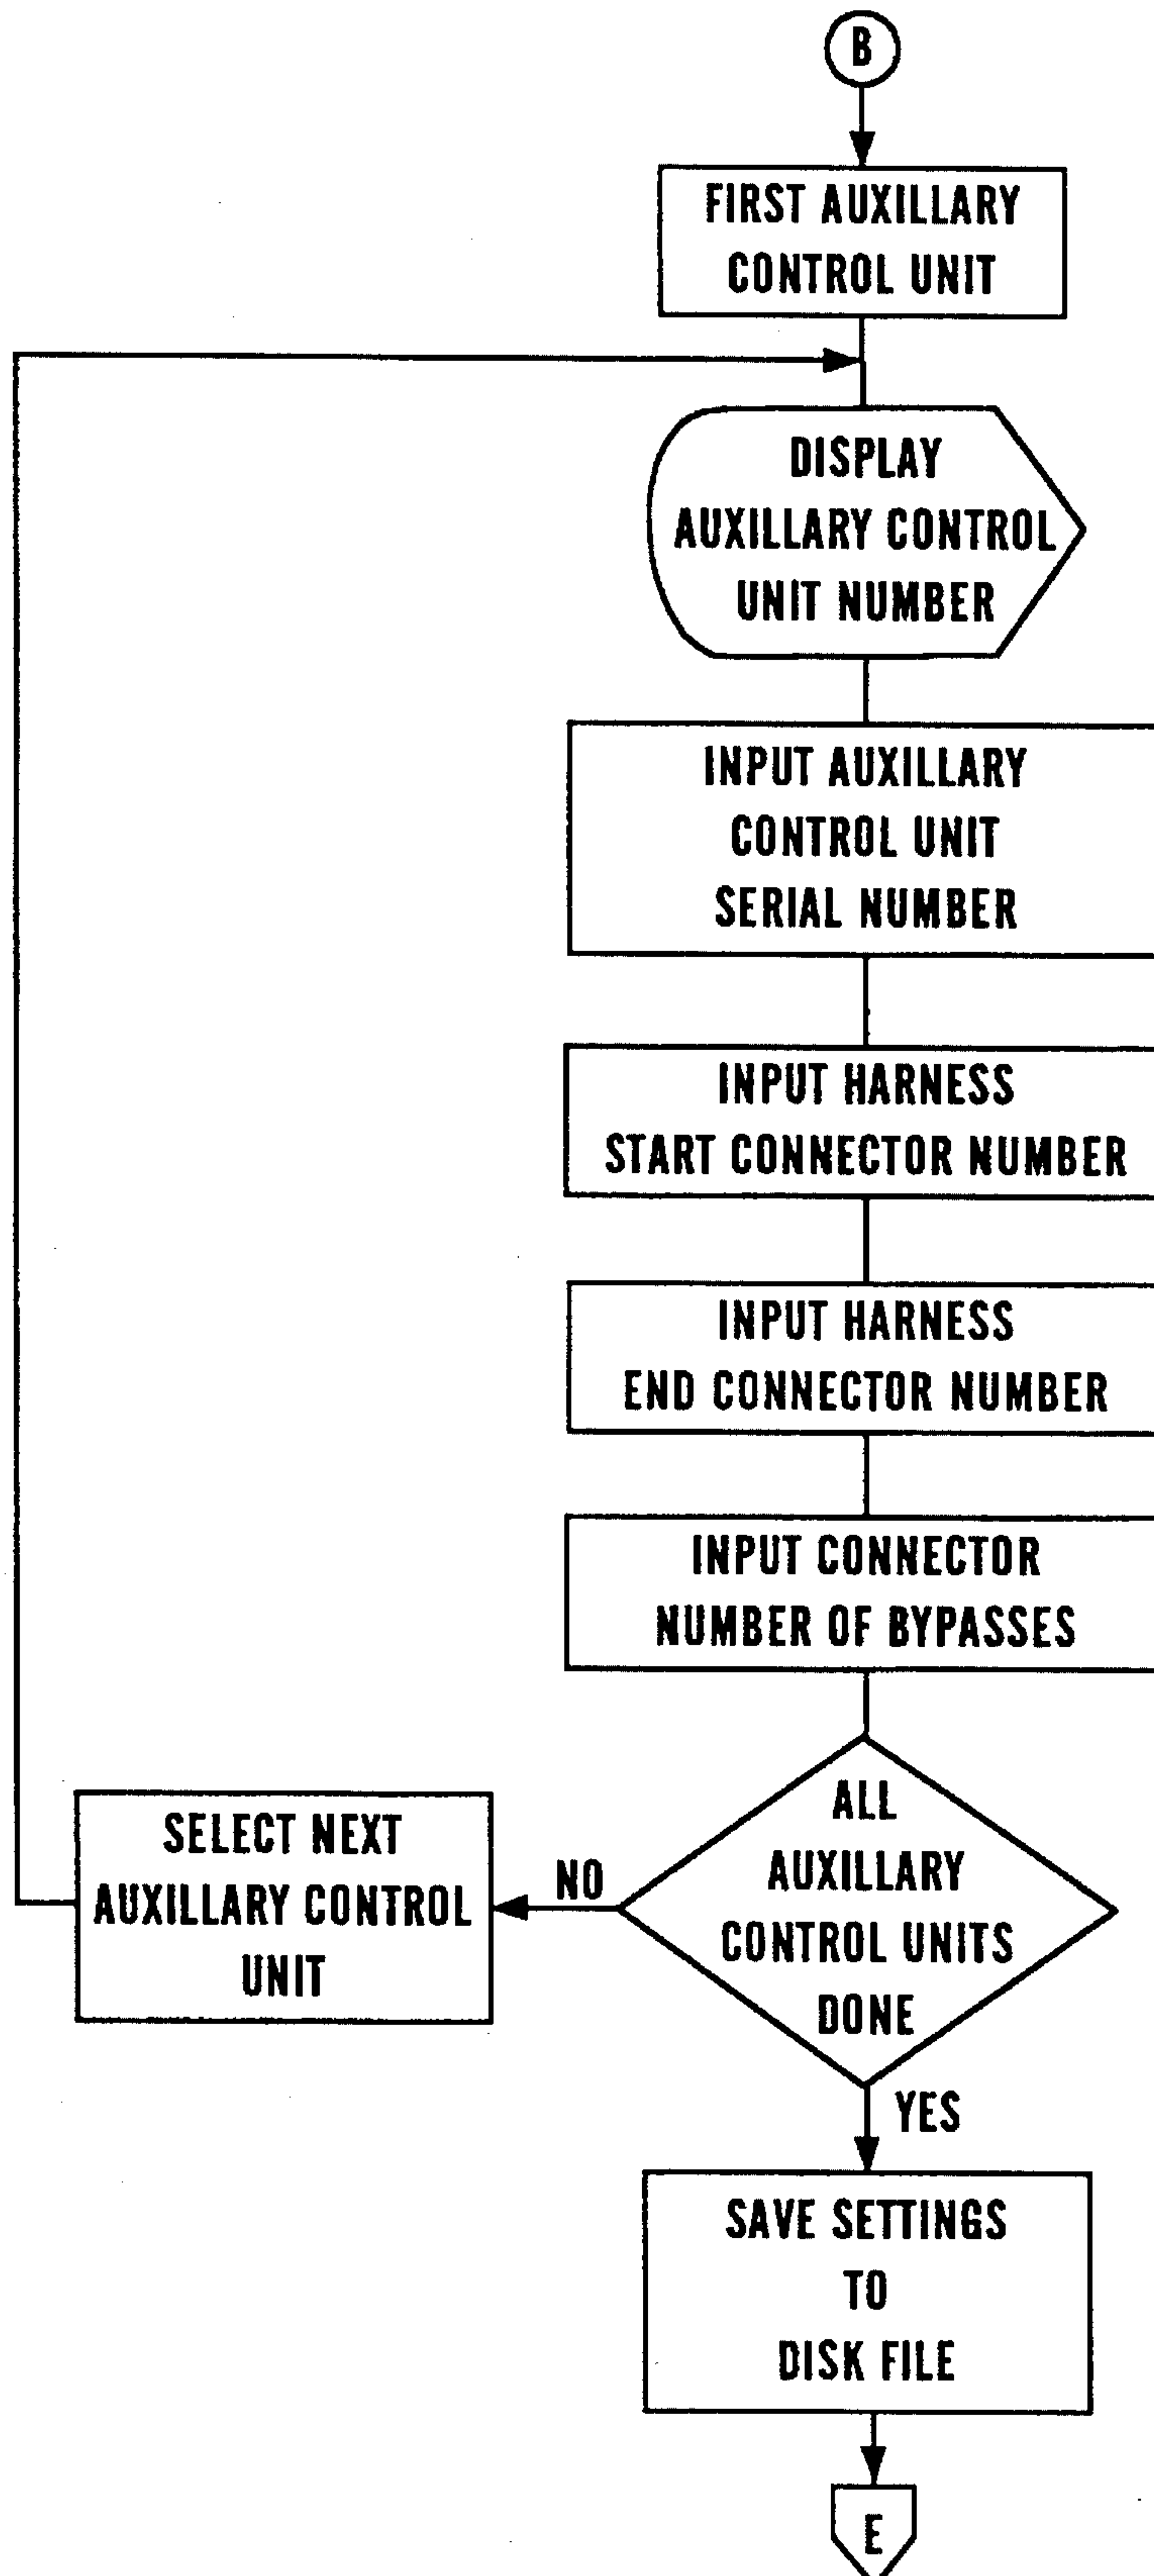 B
FIRST AUXILLARY
CONTROL UNIT
DISPLAY
AUXILLARY CONTROL
UNIT NUMBER
INPUT AUXILLARY
CONTROL UNIT
SERIAL NUMBER
INPUT HARNESS
START CONNECTOR NUMBER
INPUT HARNESS
END CONNECTOR NUMBER
INPUT CONNECTOR
NUMBER OF BYPASSES
ALL
AUXILLARY
CONTROL UNITS
DONE
NO
SELECT NEXT
AUXILLARY CONTROL
UNIT
YES
SAVE SETTINGS
TO
DISK FILE
E